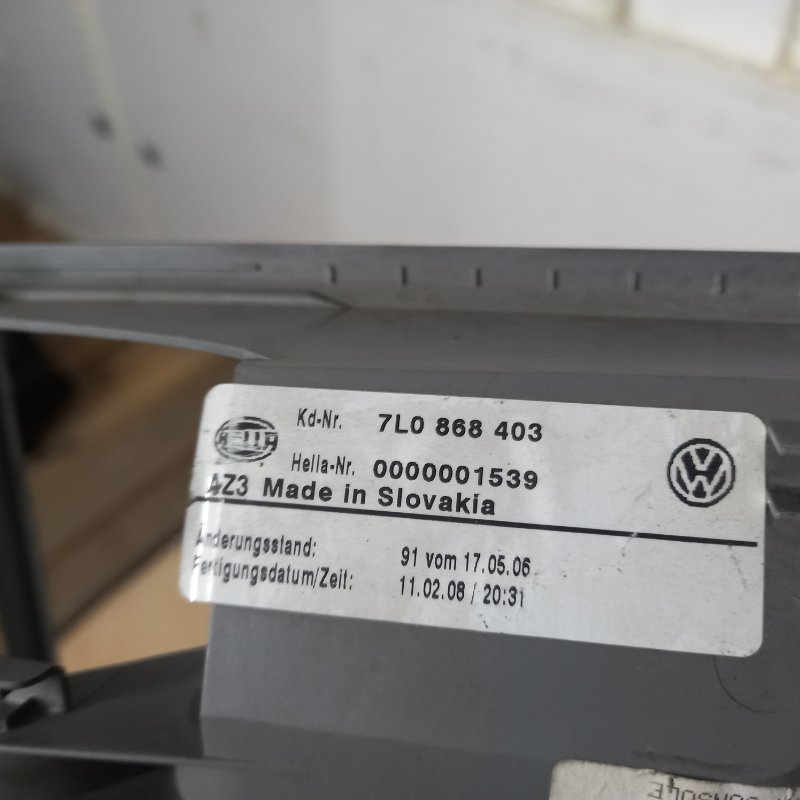 HELLA
Kd-Nr. 7L0 868 403
Hella-Nr. 0000001539
AZ3 Made in Slovakia
Änderungsstand: 91 vom 17.05.06
Fertigungsdatum/Zeit: 11.02.08 / 20:31
VW